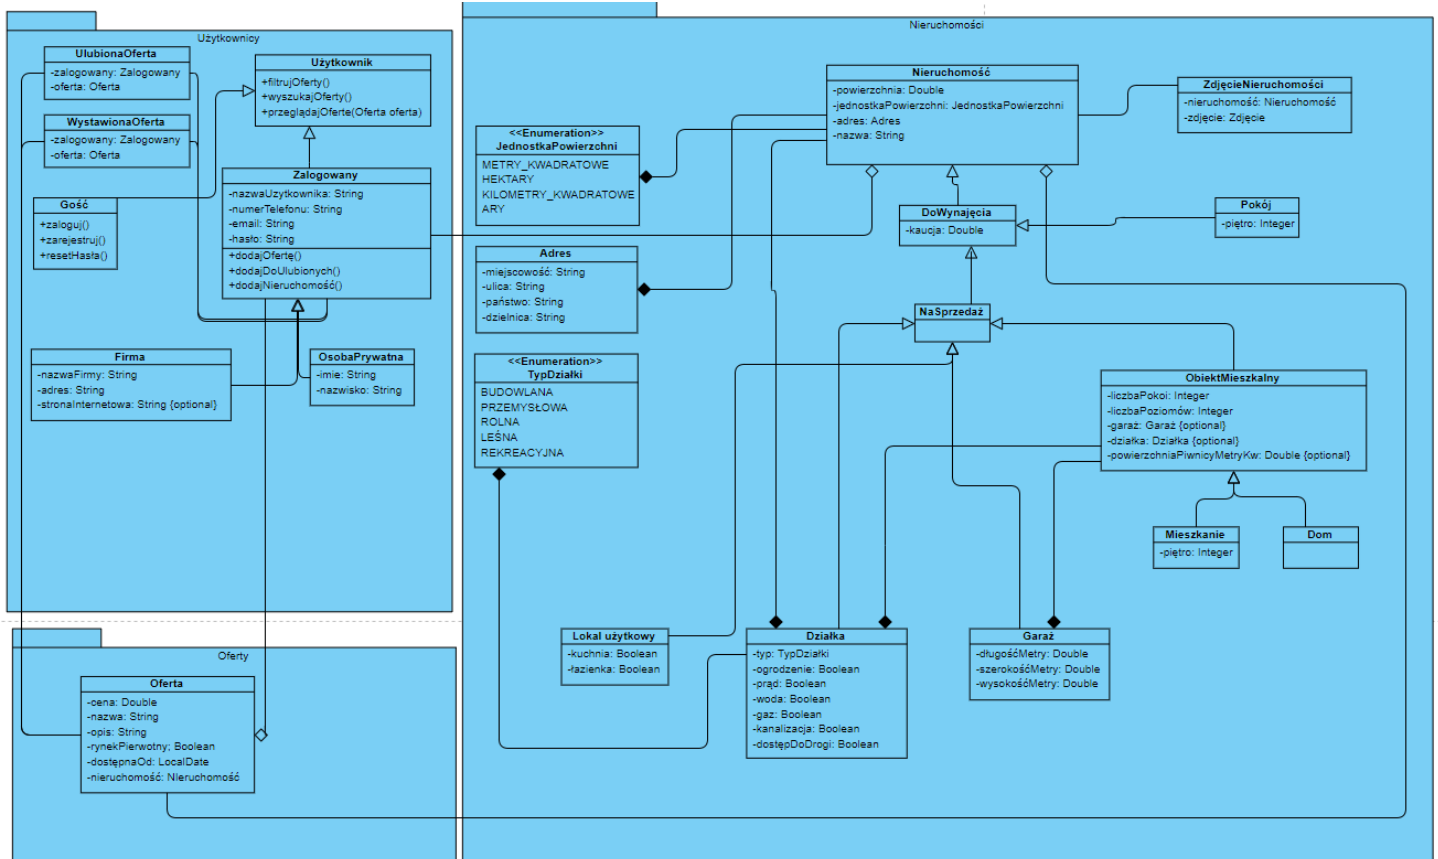 Użytkownicy
UlubionaOferta
-zalogowany: Zalogowany
-oferta: Oferta
WystawionaOferta
-zalogowany: Zalogowany
-oferta: Oferta
Użytkownik
+filtrujOferty()
+wyszukajOferty()
+przeglądajOferte(Oferta oferta)
Gość
+zaloguj()
+zarejestruj()
+resetHasła()
Zalogowany
-nazwaUzytkownika: String
-numerTelefonu: String
-email: String
-hasło: String
+dodajOfertę()
+dodajDoUlubionych()
+dodajNieruchomość()
Firma
-nazwaFirmy: String
-adres: String
-stronaInternetowa: String {optional}
OsobaPrywatna
-imie: String
-nazwisko: String
Oferty
Oferta
-cena: Double
-nazwa: String
-opis: String
-rynekPierwotny; Boolean
-dostępnaOd: LocalDate
-nieruchomość: Nieruchomość
Nieruchomości
Nieruchomość
-powierzchnia: Double
-jednostkaPowierzchni: JednostkaPowierzchni
-adres: Adres
-nazwa: String
ZdjęcieNieruchomości
-nieruchomość: Nieruchomość
-zdjęcie: Zdjęcie
<<Enumeration>>
JednostkaPowierzchni
METRY_KWADRATOWE
HEKTARY
KILOMETRY_KWADRATOWE
ARY
DoWynajęcia
-kaucja: Double
Pokój
-piętro: Integer
Adres
-miejscowość: String
-ulica: String
-państwo: String
-dzielnica: String
NaSprzedaż
<<Enumeration>>
TypDziałki
BUDOWLANA
PRZEMYSŁOWA
ROLNA
LEŚNA
REKREACYJNA
ObiektMieszkalny
-liczbaPokoi: Integer
-liczbaPoziomów: Integer
-garaż: Garaż {optional}
-działka: Działka {optional}
-powierzchniaPiwnicyMetryKw: Double {optional}
Mieszkanie
-piętro: Integer
Dom
Lokal użytkowy
-kuchnia: Boolean
-łazienka: Boolean
Działka
-typ: TypDziałki
-ogrodzenie: Boolean
-prąd: Boolean
-woda: Boolean
-gaz: Boolean
-kanalizacja: Boolean
-dostępDoDrogi: Boolean
Garaż
-długośćMetry: Double
-szerokośćMetry: Double
-wysokośćMetry: Double